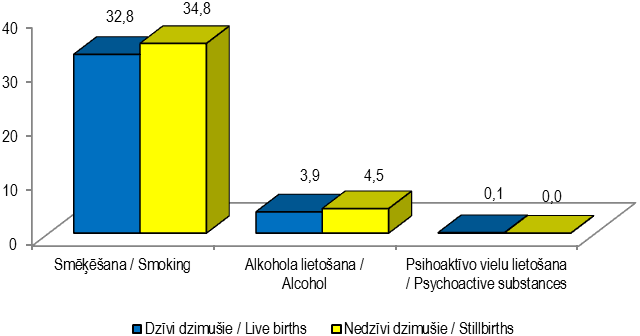 40
30
20
10
0
32,8
34,8
3,9
4,5
0,1
0,0
Smēķēšana / Smoking
Alkohola lietošana /
Alcohol
Psihoaktīvo vielu lietošana
/ Psychoactive substances
Dzīvi dzimušie / Live births
Nedzīvi dzimušie / Stillbirths